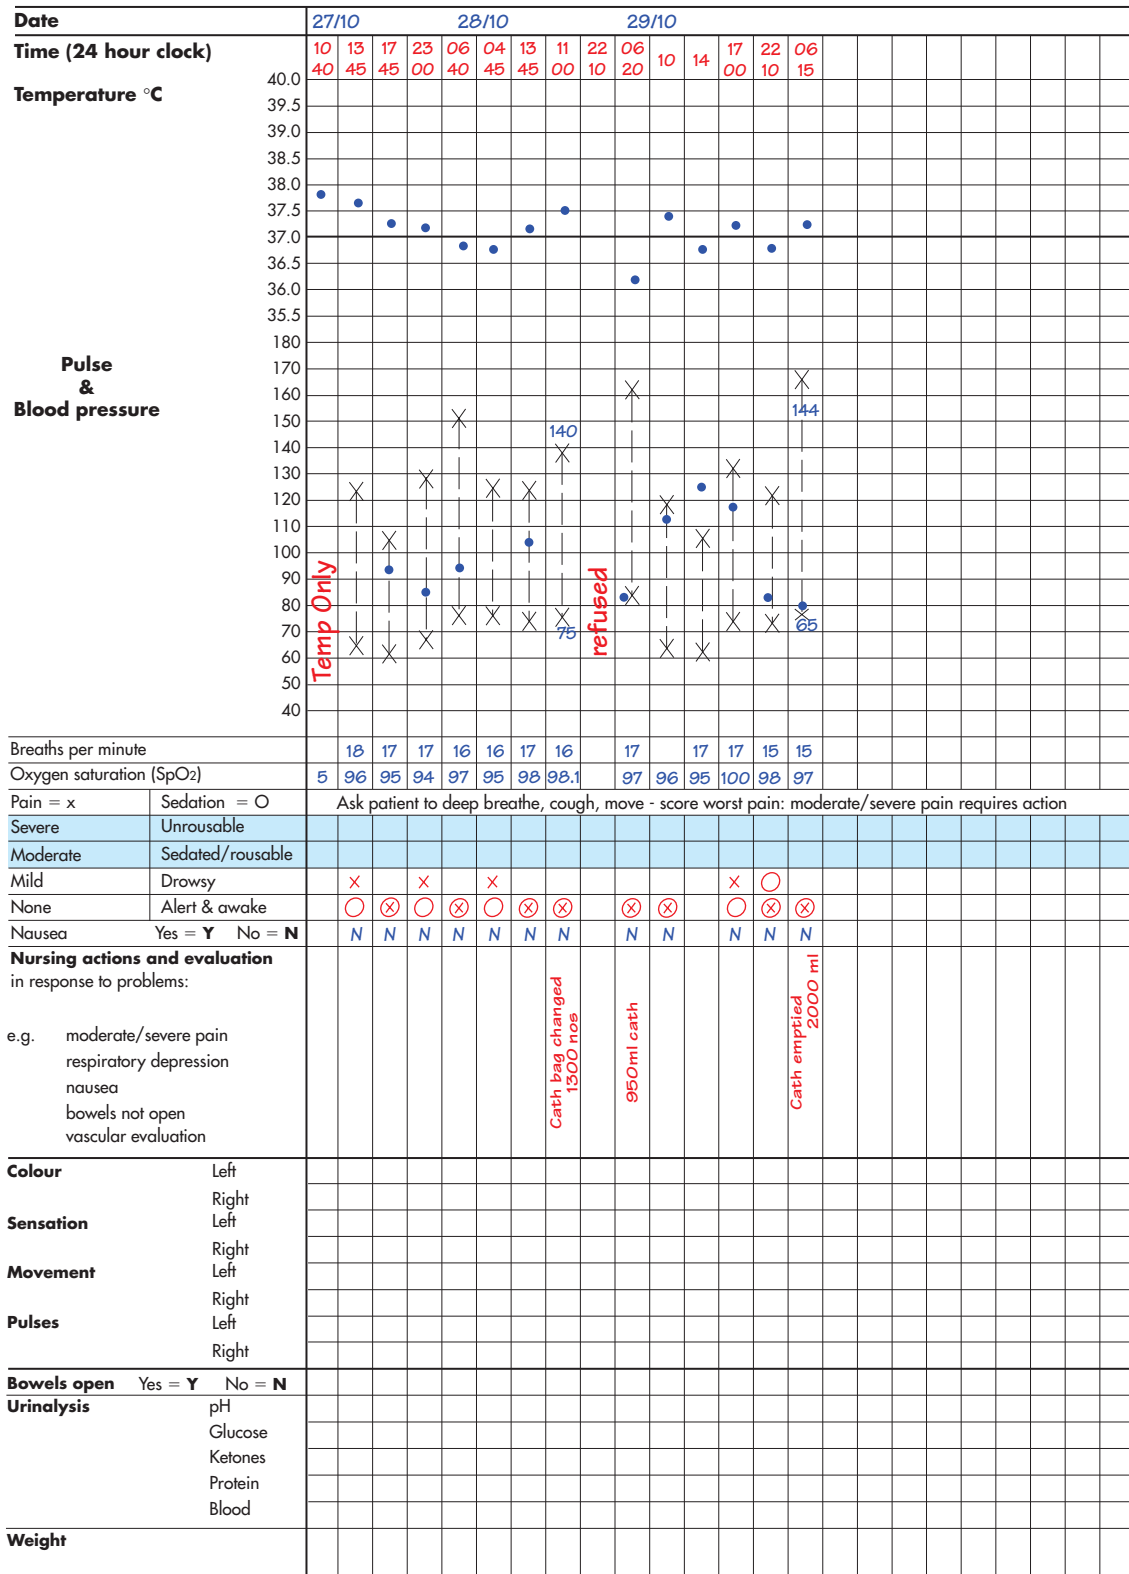 Date 27/10 28/10 29/10
Time (24 hour clock) 10 40 13 45 17 45 23 00 06 40 04 45 13 45 11 00 22 10 06 20 10 14 17 00 22 10 06 15
Temperature °C
40.0
39.5
39.0
38.5
38.0
37.5
37.0
36.5
36.0
35.5
Pulse
&
Blood pressure
180
170
160
150
140
130
120
110
100
90
80
70
60
50
40
Temp Only
140
75
refused
144
65
Breaths per minute 18 17 17 16 16 17 16 17 17 17 15 15
Oxygen saturation (SpO2) 5 96 95 94 97 95 98 98.1 97 96 95 100 98 97
Pain = x Sedation = O Ask patient to deep breathe, cough, move - score worst pain: moderate/severe pain requires action
Severe Unrousable
Moderate Sedated/rousable
Mild Drowsy x x x x O
None Alert & awake
Nausea Yes = Y No = N N N N N N N N N N N N N
Nursing actions and evaluation
in response to problems:
e.g. moderate/severe pain
respiratory depression
nausea
bowels not open
vascular evaluation
Cath bag changed
1300 nos
950ml cath
Cath emptied
2000 ml
Colour Left
Right
Sensation Left
Right
Movement Left
Right
Pulses Left
Right
Bowels open Yes = Y No = N
Urinalysis pH
Glucose
Ketones
Protein
Blood
Weight